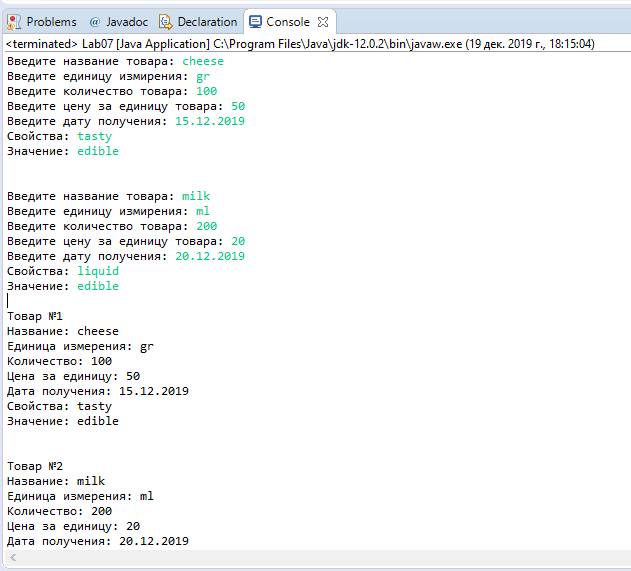 Problems @ Javadoc Declaration Console
<terminated> Lab07 [Java Application] C:\Program Files\Java\jdk-12.0.2\bin\javaw.exe (19 дек. 2019 г., 18:15:04)
Введите название товара: cheese
Введите единицу измирения: gr
Введите количество товара: 100
Введите цену за единицу товара: 50
Введите дату получения: 15.12.2019
Свойства: tasty
Значение: edible
Введите название товара: milk
Введите единицу измирения: ml
Введите количество товара: 200
Введите цену за единицу товара: 20
Введите дату получения: 20.12.2019
Свойства: liquid
Значение: edible
Товар №1
Название: cheese
Единица измерения: gr
Количество: 100
Цена за единицу: 50
Дата получения: 15.12.2019
Свойства: tasty
Значение: edible
Товар №2
Название: milk
Единица измерения: ml
Количество: 200
Цена за единицу: 20
Дата получения: 20.12.2019